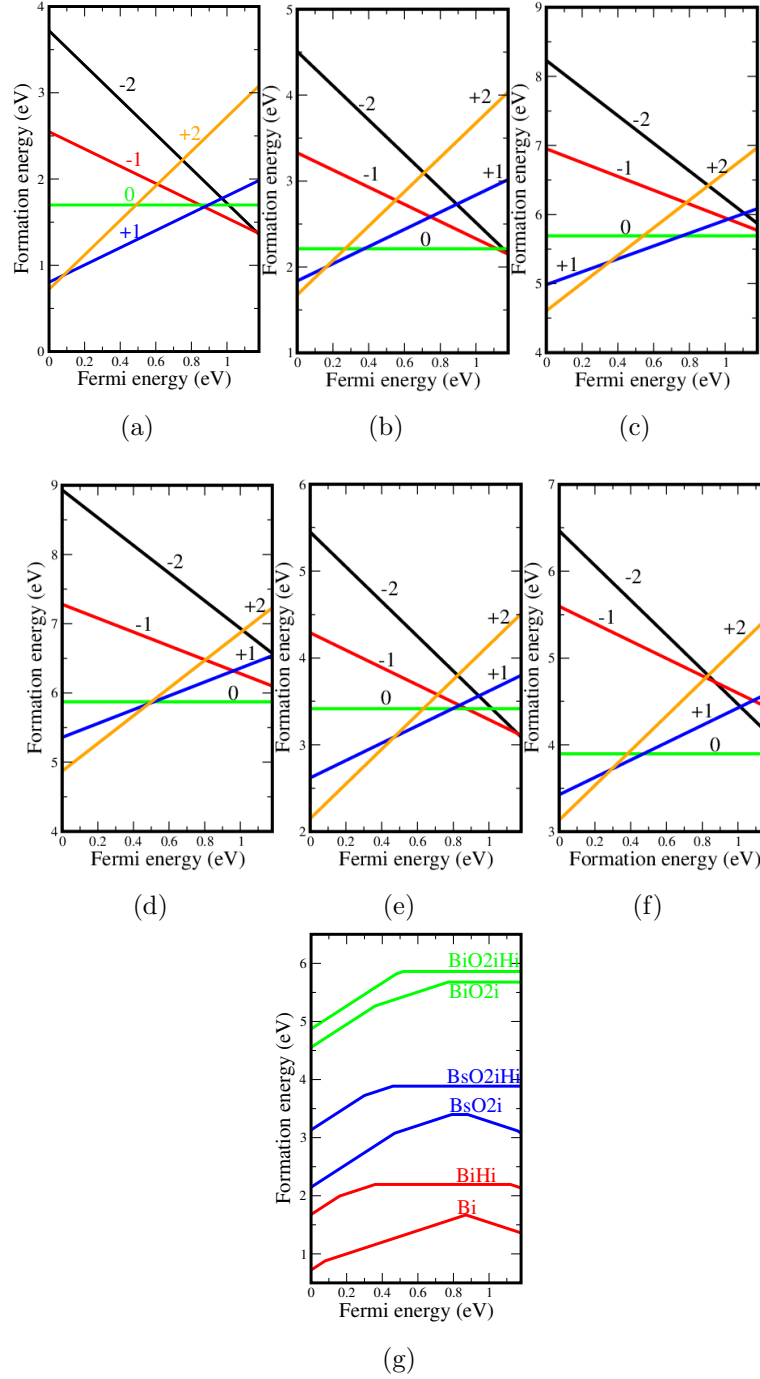 4
3
2
1
0
Formation energy (eV)
-2
+2
-1
0
+1
0 0.2 0.4 0.6 0.8 1
Fermi energy (eV)
(a)
5
4
3
2
1
Formation energy (eV)
-2
+2
-1
+1
0
0 0.2 0.4 0.6 0.8 1
Fermi energy (eV)
(b)
9
8
7
6
5
4
Formation energy (eV)
-2
-1
+2
0
+1
0 0.2 0.4 0.6 0.8 1
Fermi energy (eV)
(c)
9
8
7
6
5
4
Formation energy (eV)
-2
-1
+2
+1
0
0 0.2 0.4 0.6 0.8 1
Fermi energy (eV)
(d)
6
5
4
3
2
Formation energy (eV)
-2
+2
-1
+1
0
0 0.2 0.4 0.6 0.8 1
Fermi energy (eV)
(e)
7
6
5
4
3
Formation energy (eV)
-2
-1
+2
+1
0
0 0.2 0.4 0.6 0.8 1
Formation energy (eV)
(f)
6
5
4
3
2
1
Formation energy (eV)
BiO2iHi
BiO2i
BsO2iHi
BsO2i
BiHi
Bi
0 0.2 0.4 0.6 0.8 1
Fermi energy (eV)
(g)